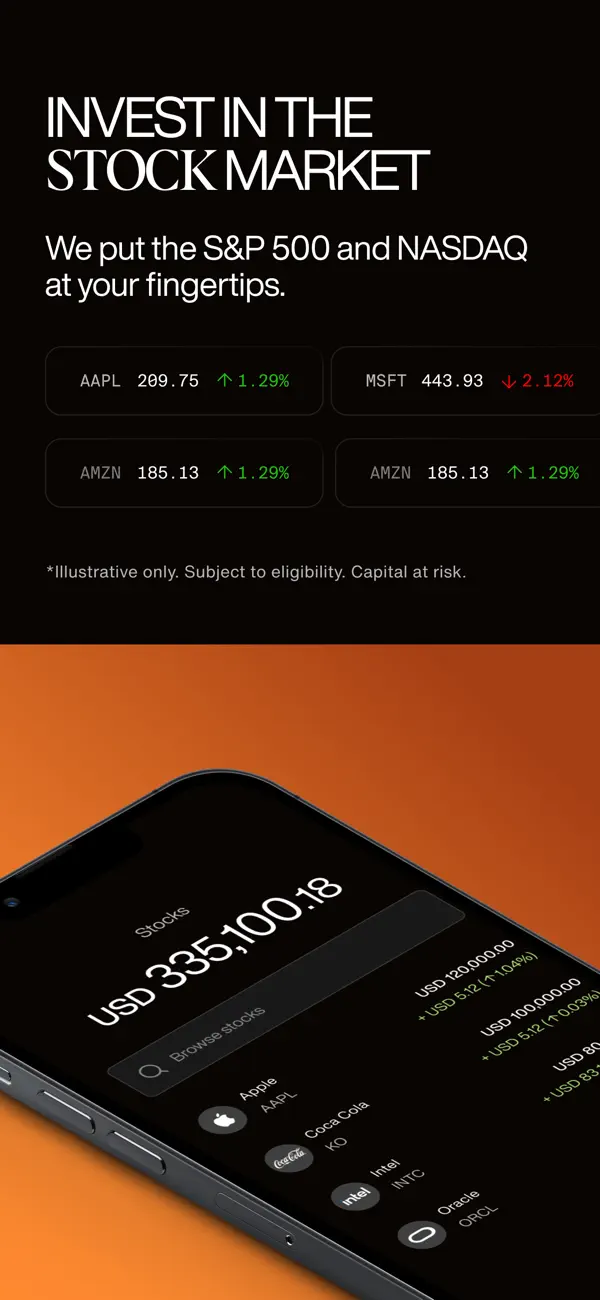 INVEST IN THE
STOCK MARKET
We put the S&P 500 and NASDAQ
at your fingertips.
AAPL 209.75 ↑ 1.29%
MSFT 443.93 ↓ 2.12%
AMZN 185.13 ↑ 1.29%
AMZN 185.13 ↑ 1.29%
*Illustrative only. Subject to eligibility. Capital at risk.
Stocks
USD 335,100.18
Browse stocks
Apple
AAPL
USD 120,000.00
+ USD 5.12 (↑ 1.04%)
Coca Cola
KO
USD 100,000.00
+ USD 5.12 (↑ 0.03%)
Coca-Cola
Intel
INTC
USD 80
+ USD 83
intel
Oracle
ORCL